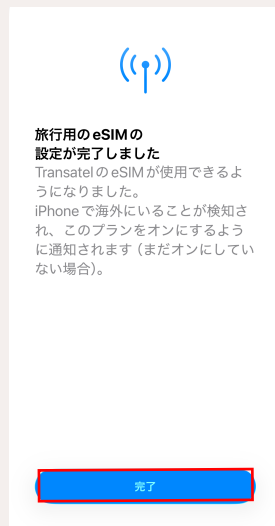 旅行用のeSIMの
設定が完了しました
TransatelのeSIMが使用できるよ
うになりました。
iPhoneで海外にいることが検知さ
れ、このプランをオンにするよう
に通知されます（まだオンにしてい
ない場合）。
完了